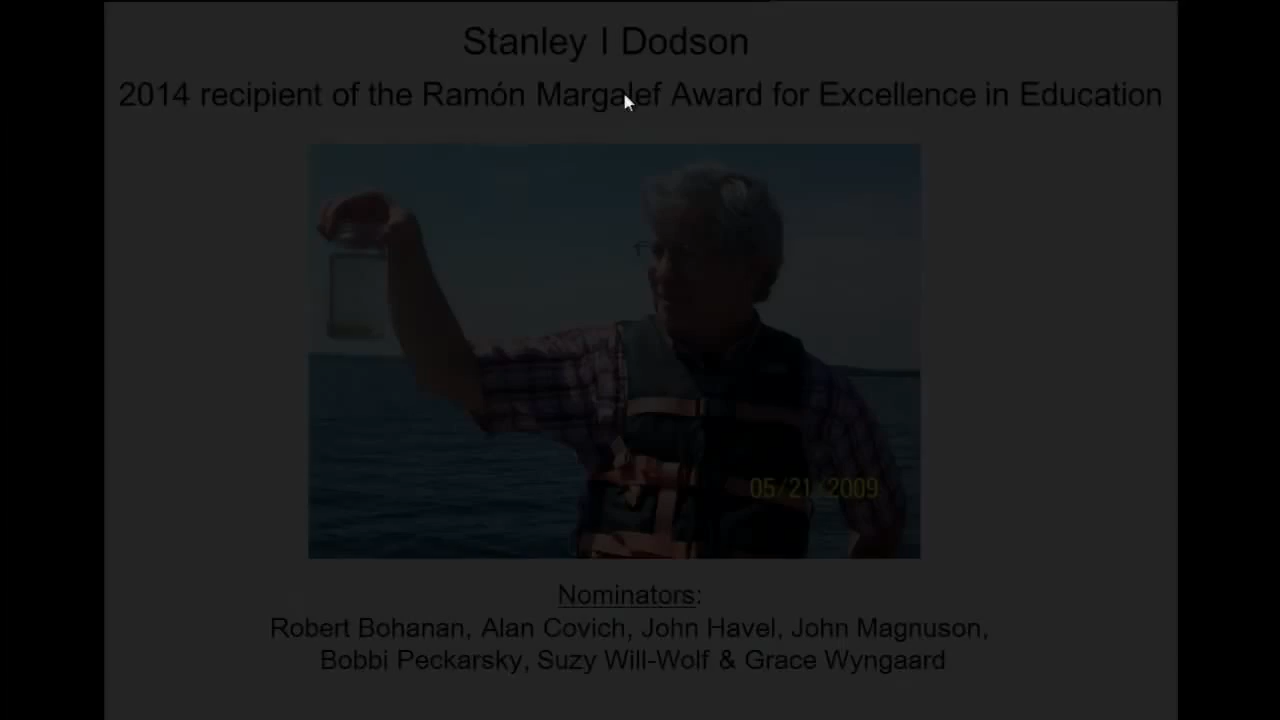 Stanley I Dodson
2014 recipient of the Ramón Margalef Award for Excellence in Education
05/21/2009
Nominators:
Robert Bohanan, Alan Covich, John Havel, John Magnuson,
Bobbi Peckarsky, Suzy Will-Wolf & Grace Wyngaard